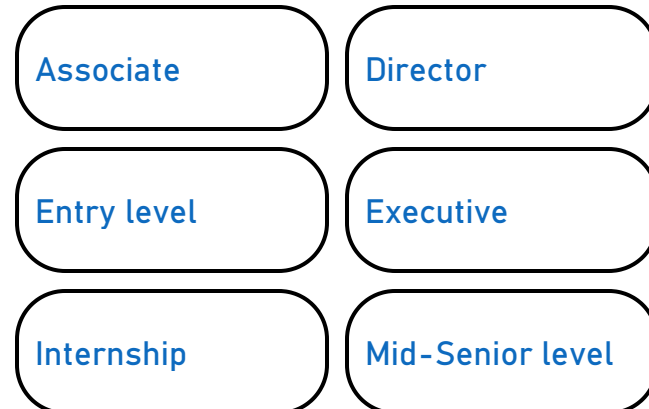 Associate
Director
Entry level
Executive
Internship
Mid-Senior level